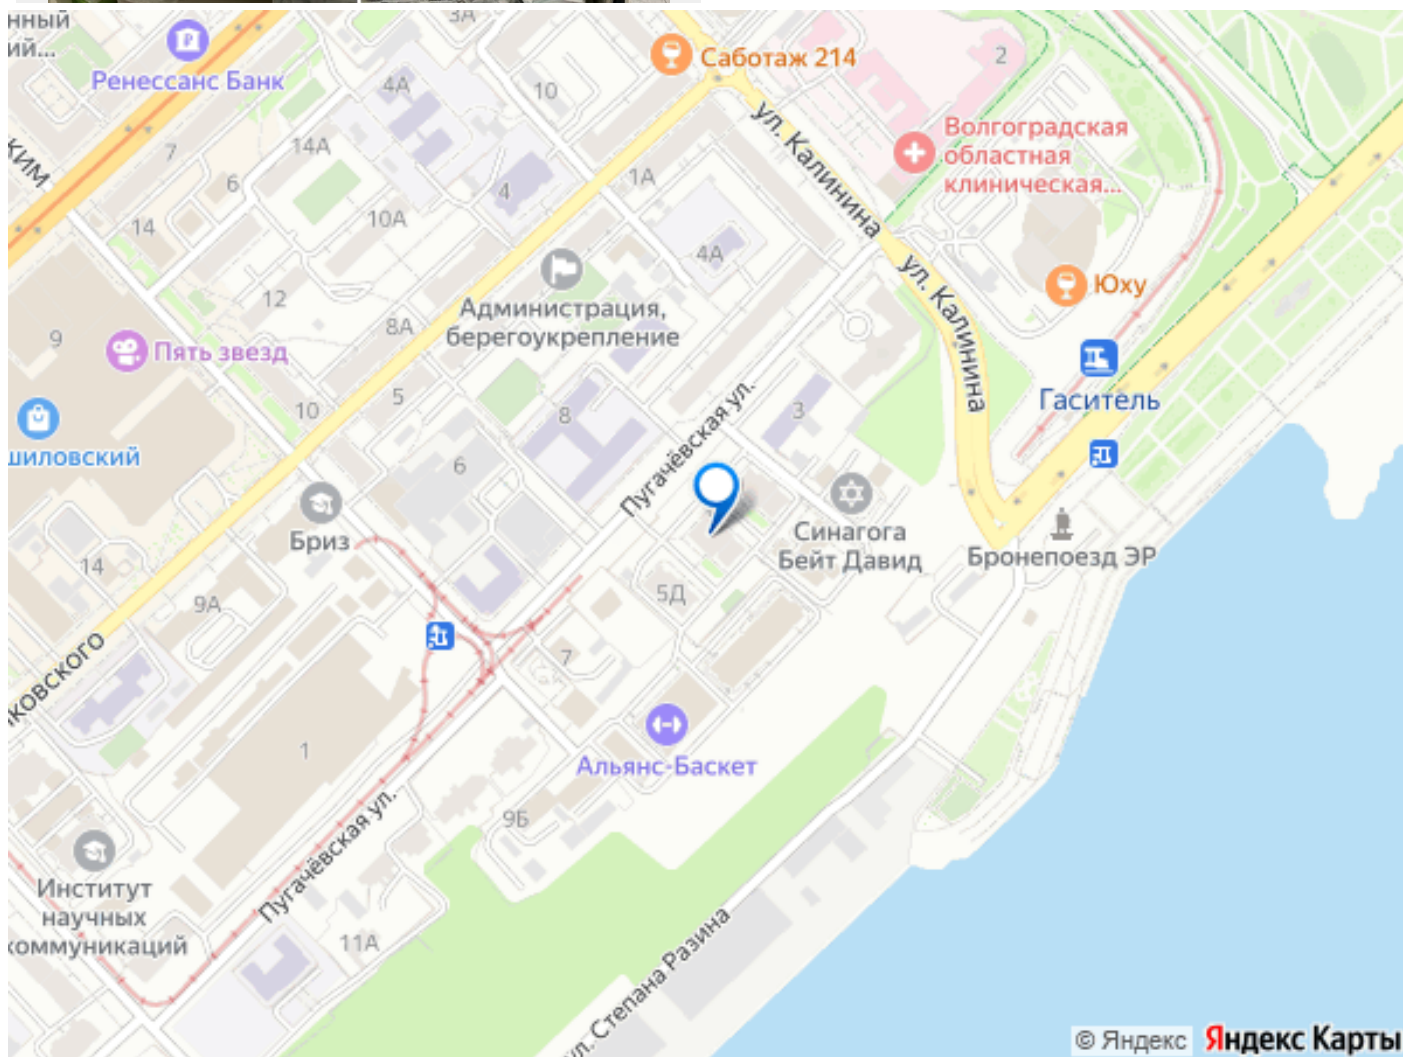 нный
ий...
Ренессанс Банк
3А
Саботаж 214
2
4А
10
ул. Калинина
Волгоградская
областная
клиническая...
7
14А
6
4
1А
14
10А
4А
ул. Калинина
12
Администрация,
берегоукрепление
8А
Юху
9
Пять звезд
Гаситель
10
5
8
3
шиловский
6
Пугачёвская ул.
Бриз
Синагога
Бейт Давид
Бронепоезд ЭР
14
9А
5Д
7
ковского
1
Альянс-Баскет
9Б
Пугачёвская ул.
Институт
научных
коммуникаций
11А
ул. Степана Разина
© Яндекс Яндекс Карты